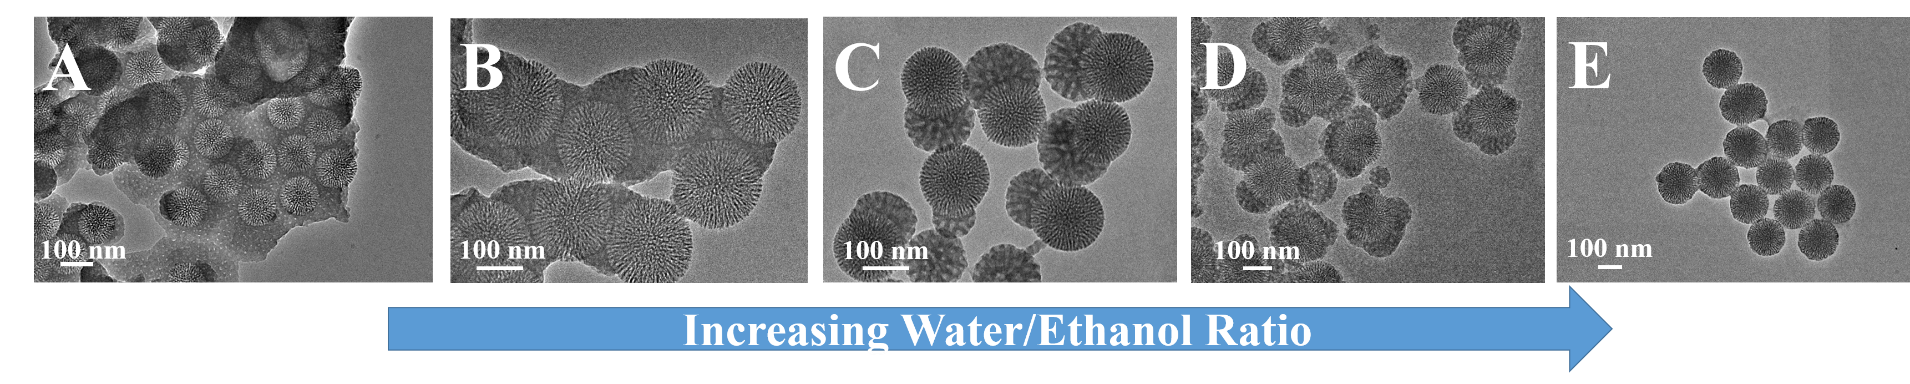 A
B
C
D
E
100 nm
100 nm
100 nm
100 nm
100 nm
Increasing Water/Ethanol Ratio